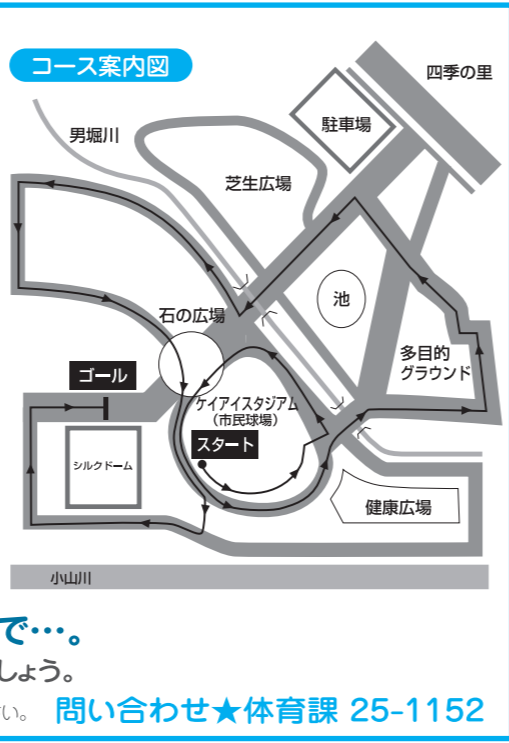 コース案内図
四季の里
駐車場
男堀川
芝生広場
池
石の広場
多目的
グラウンド
ゴール
ケイアイスタジアム
(市民球場)
スタート
シルクドーム
健康広場
小山川
で…。
しょう。
い。 問い合わせ★体育課 25-1152